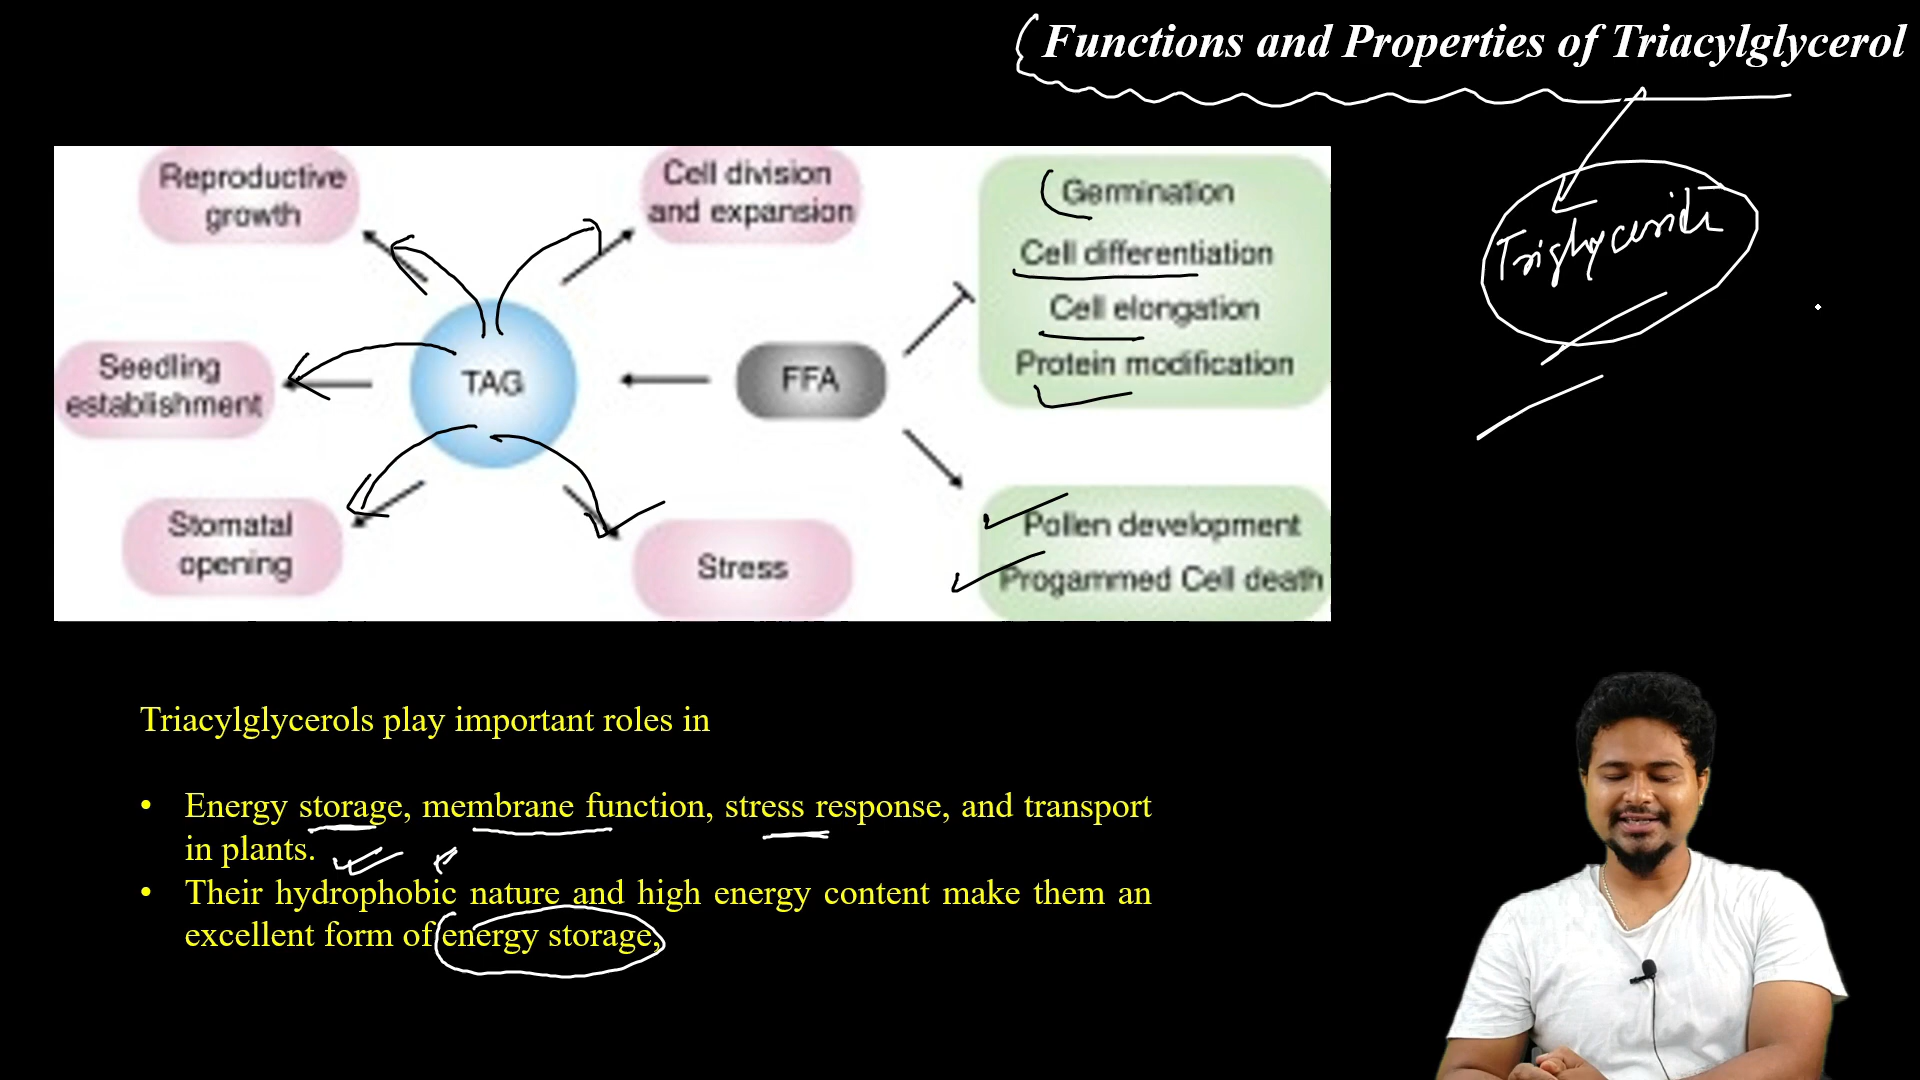 Functions and Properties of Triacylglycerol
Triglyceride
Reproductive
growth
Cell division
and expansion
Seedling
establishment
TAG
FFA
Stomatal
opening
Stress
Germination
Cell differentiation
Cell elongation
Protein modification
Pollen development
Progammed Cell death
Triacylglycerols play important roles in
• Energy storage, membrane function, stress response, and transport
in plants.
• Their hydrophobic nature and high energy content make them an
excellent form of energy storage,